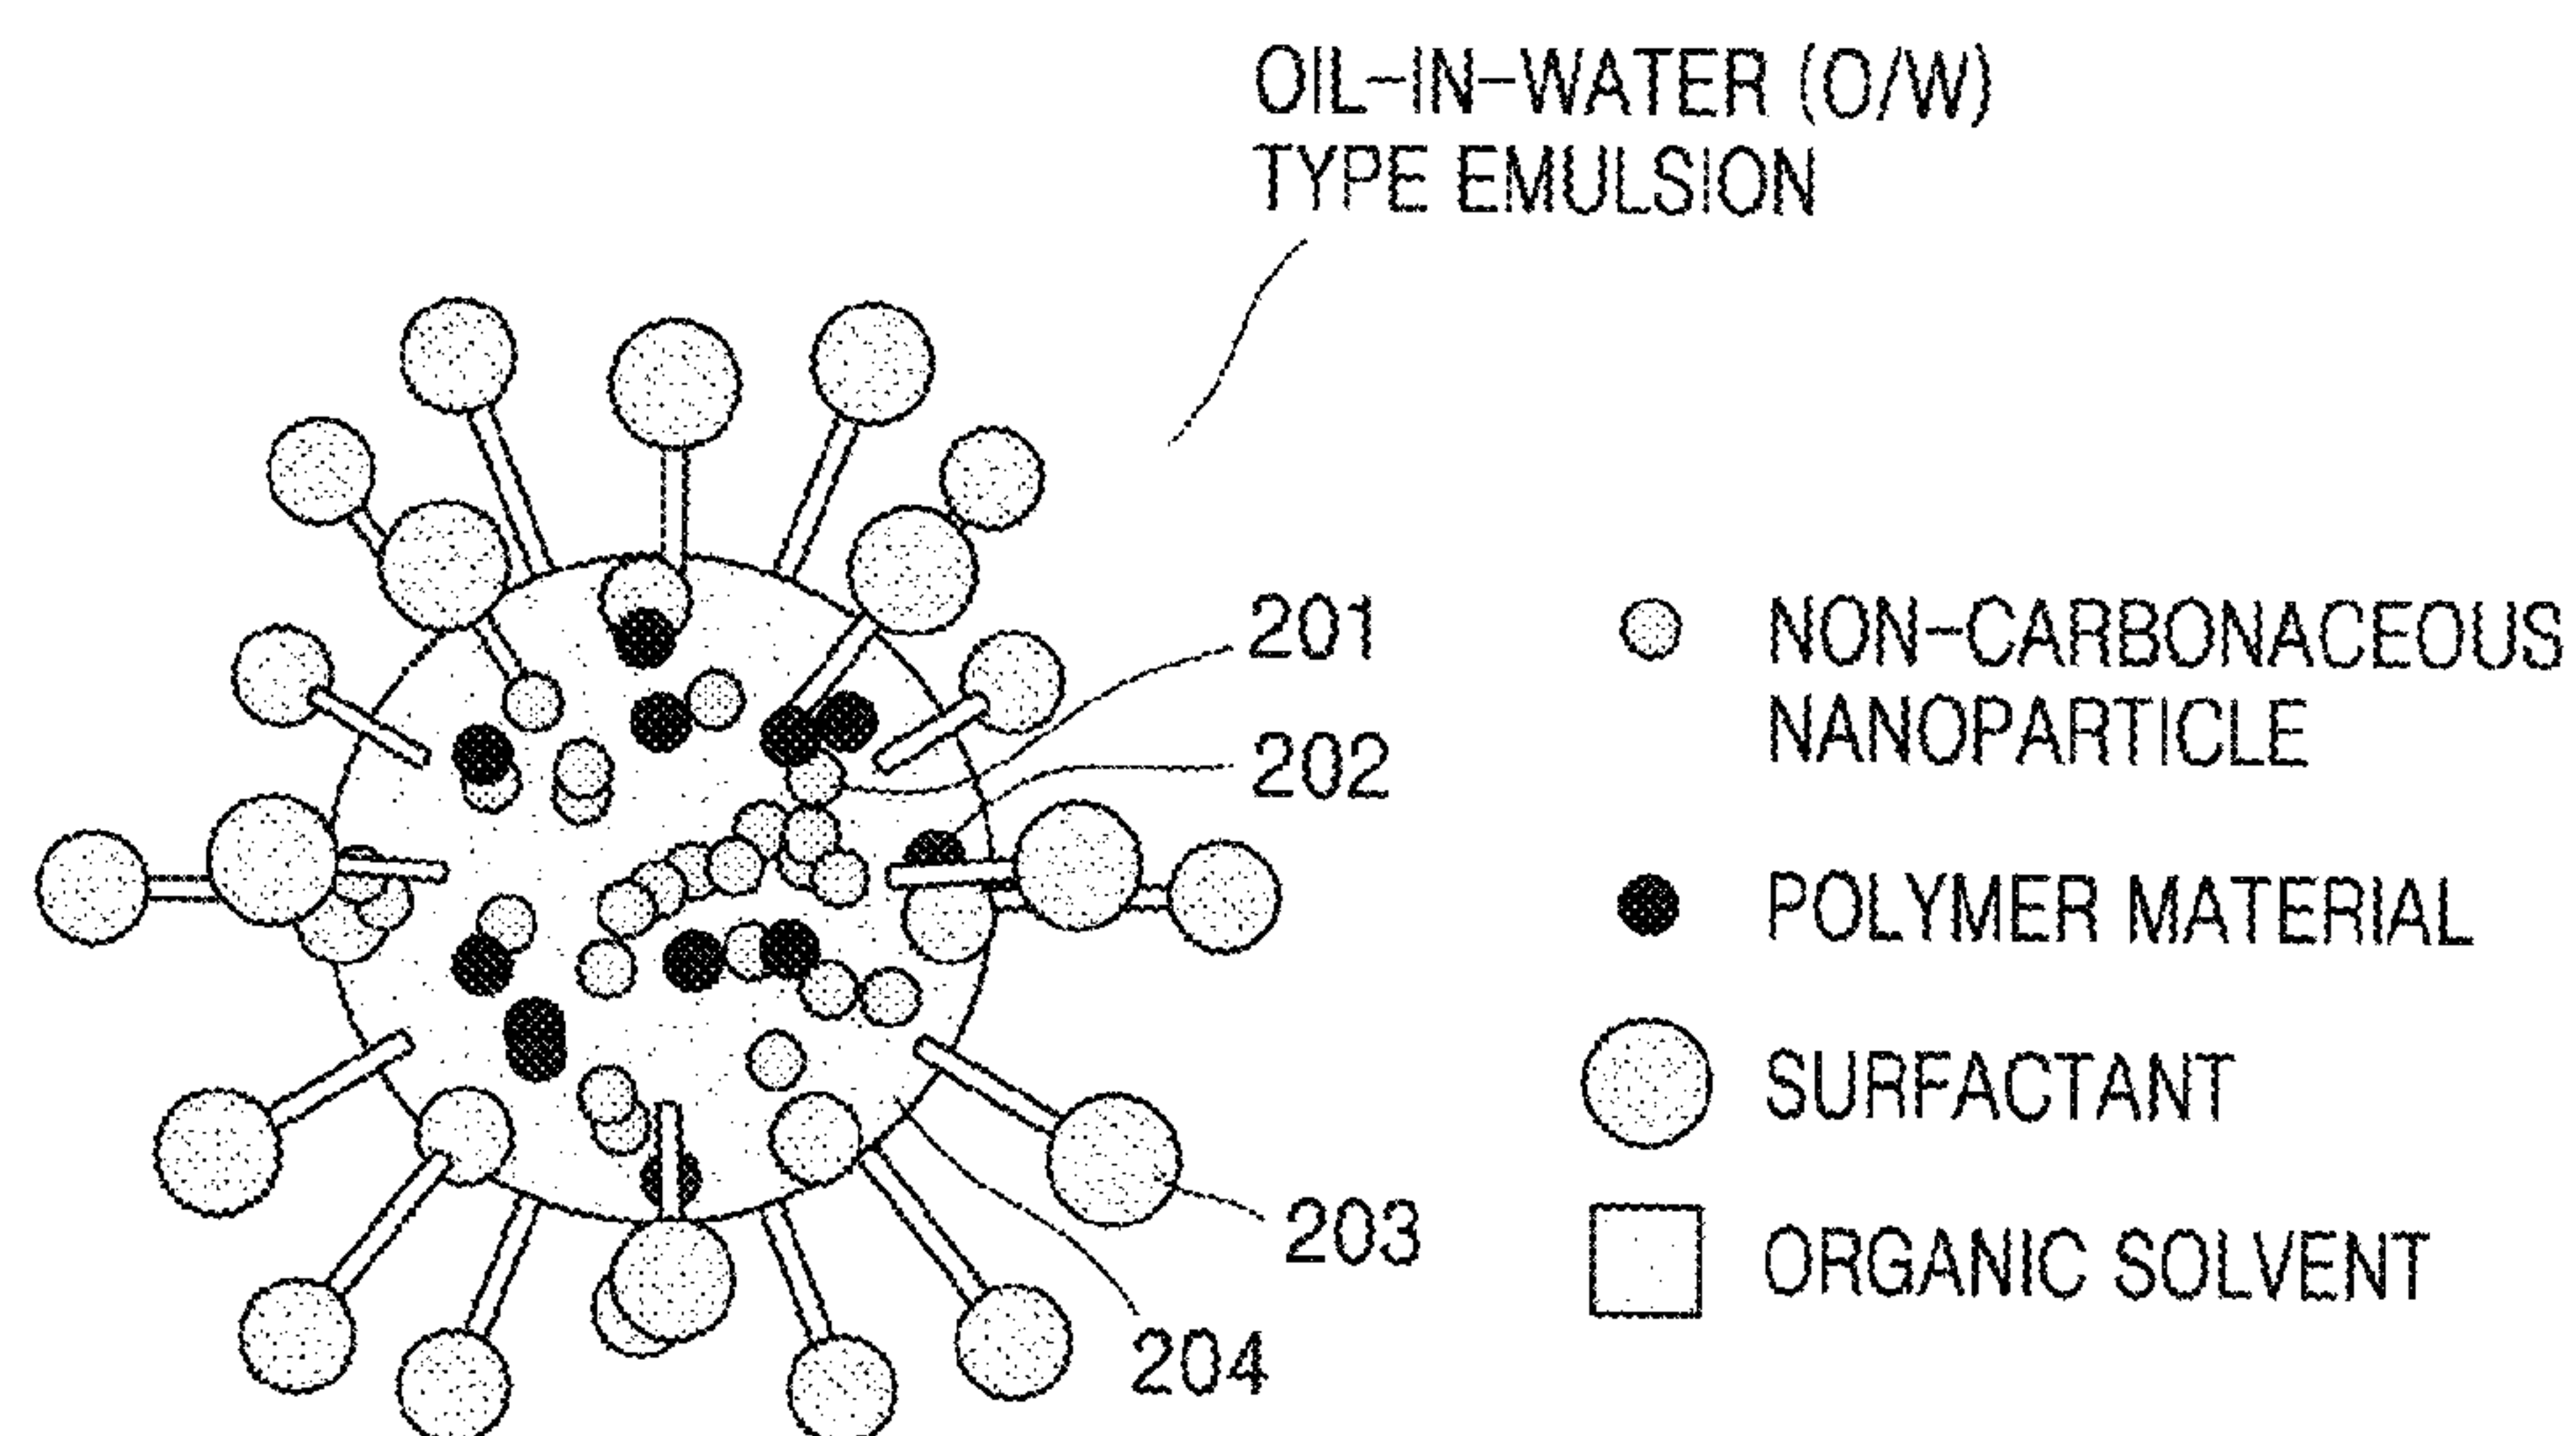 OIL-IN-WATER (O/W)
TYPE EMULSION
201
202
203
204
NON-CARBONACEOUS
NANOPARTICLE
POLYMER MATERIAL
SURFACTANT
ORGANIC SOLVENT